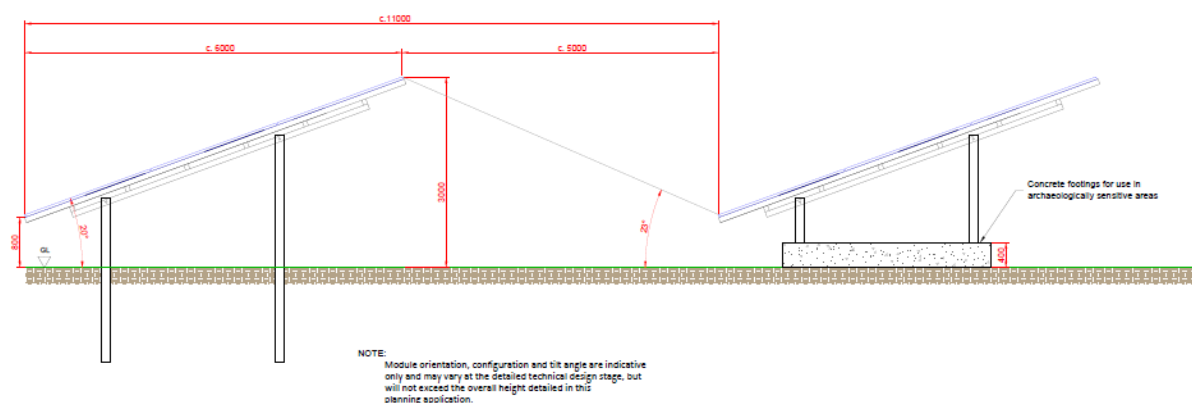 c.11000
c. 6000
c. 5000
3000
800
20°
23°
GL
Concrete footings for use in
archaeologically sensitive areas
400
NOTE:
Module orientation, configuration and tilt angle are indicative
only and may vary at the detailed technical design stage, but
will not exceed the overall height detailed in this
planning application.